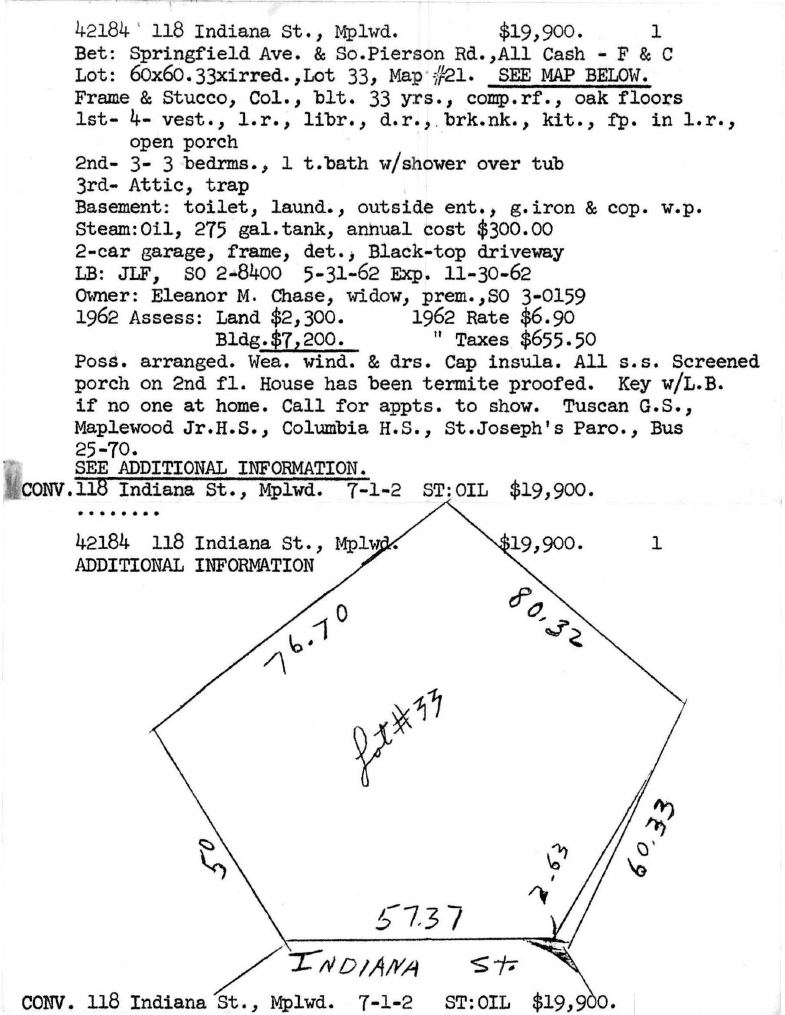 42184 118 Indiana St., Mplwd. $19,900. 1
Bet: Springfield Ave. & So.Pierson Rd.,All Cash - F & C
Lot: 60x60.33xirred.,Lot 33, Map #21. SEE MAP BELOW.
Frame & Stucco, Col., blt. 33 yrs., comp.rf., oak floors
1st- 4- vest., l.r., libr., d.r., brk.nk., kit., fp. in l.r.,
open porch
2nd- 3- 3 bedrms., 1 t.bath w/shower over tub
3rd- Attic, trap
Basement: toilet, laund., outside ent., g.iron & cop. w.p.
Steam:Oil, 275 gal.tank, annual cost $300.00
2-car garage, frame, det., Black-top driveway
LB: JLF, SO 2-8400 5-31-62 Exp. 11-30-62
Owner: Eleanor M. Chase, widow, prem.,SO 3-0159
1962 Assess: Land $2,300. 1962 Rate $6.90
Bldg.$7,200. " Taxes $655.50
Poss. arranged. Wea. wind. & drs. Cap insula. All s.s. Screened
porch on 2nd fl. House has been termite proofed. Key w/L.B.
if no one at home. Call for appts. to show. Tuscan G.S.,
Maplewood Jr.H.S., Columbia H.S., St.Joseph's Paro., Bus
25-70.
SEE ADDITIONAL INFORMATION.
CONV.118 Indiana St., Mplwd. 7-1-2 ST:OIL $19,900.
........
42184 118 Indiana St., Mplwd. $19,900. 1
ADDITIONAL INFORMATION
76.70
80.32
Lot #33
50
60.33
2.63
57.37
INDIANA St.
CONV. 118 Indiana St., Mplwd. 7-1-2 ST:OIL $19,900.